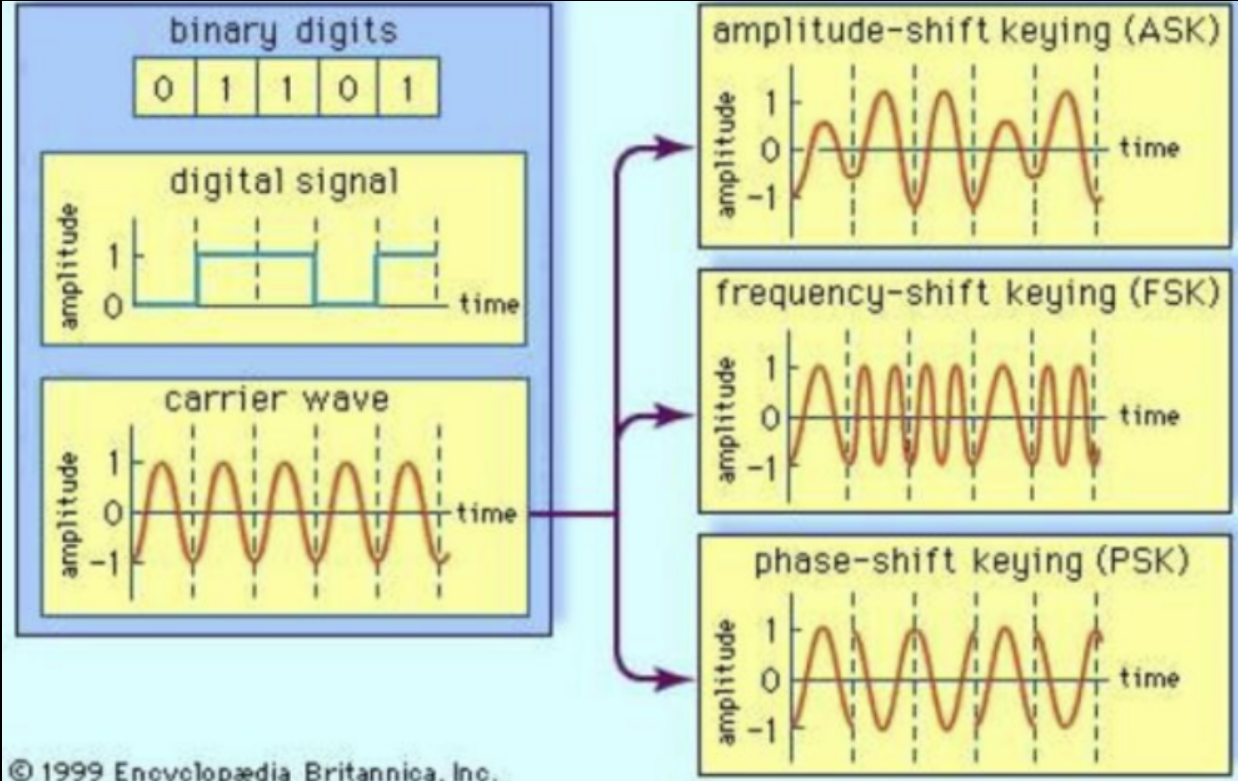 binary digits
0 1 1 0 1
digital signal
amplitude
1
0
time
carrier wave
amplitude
1
0
-1
time
amplitude-shift keying (ASK)
amplitude
1
0
-1
time
frequency-shift keying (FSK)
amplitude
1
0
-1
time
phase-shift keying (PSK)
amplitude
1
0
-1
time
© 1999 Encyclopædia Britannica, Inc.